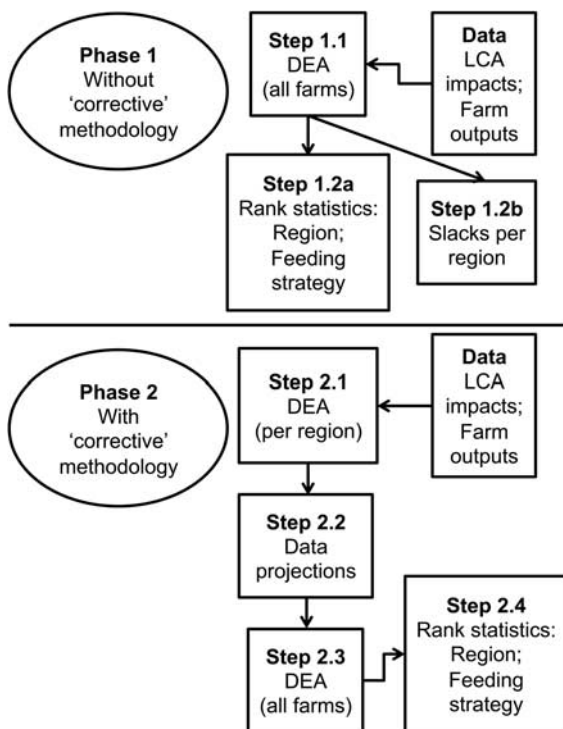 Phase 1
Without
‘corrective’
methodology
Step 1.1
DEA
(all farms)
Data
LCA
impacts;
Farm
outputs
Step 1.2a
Rank statistics:
Region;
Feeding
strategy
Step 1.2b
Slacks per
region
Phase 2
With
‘corrective’
methodology
Step 2.1
DEA
(per region)
Data
LCA
impacts;
Farm
outputs
Step 2.2
Data
projections
Step 2.3
DEA
(all farms)
Step 2.4
Rank statistics:
Region;
Feeding
strategy